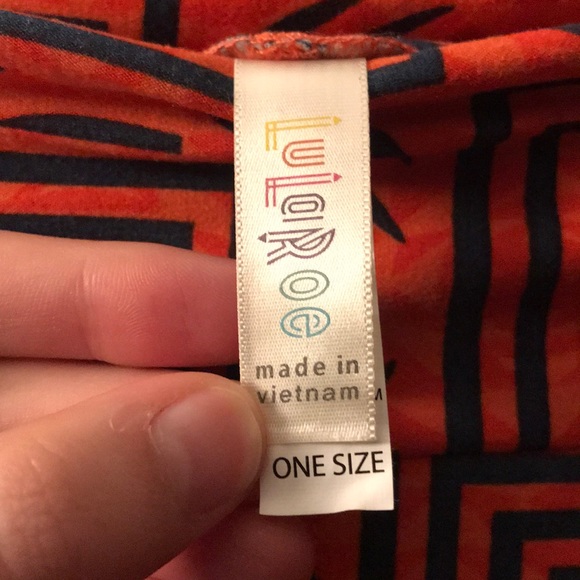 LuLaRoe
made in
vietnam
M
ONE SIZE